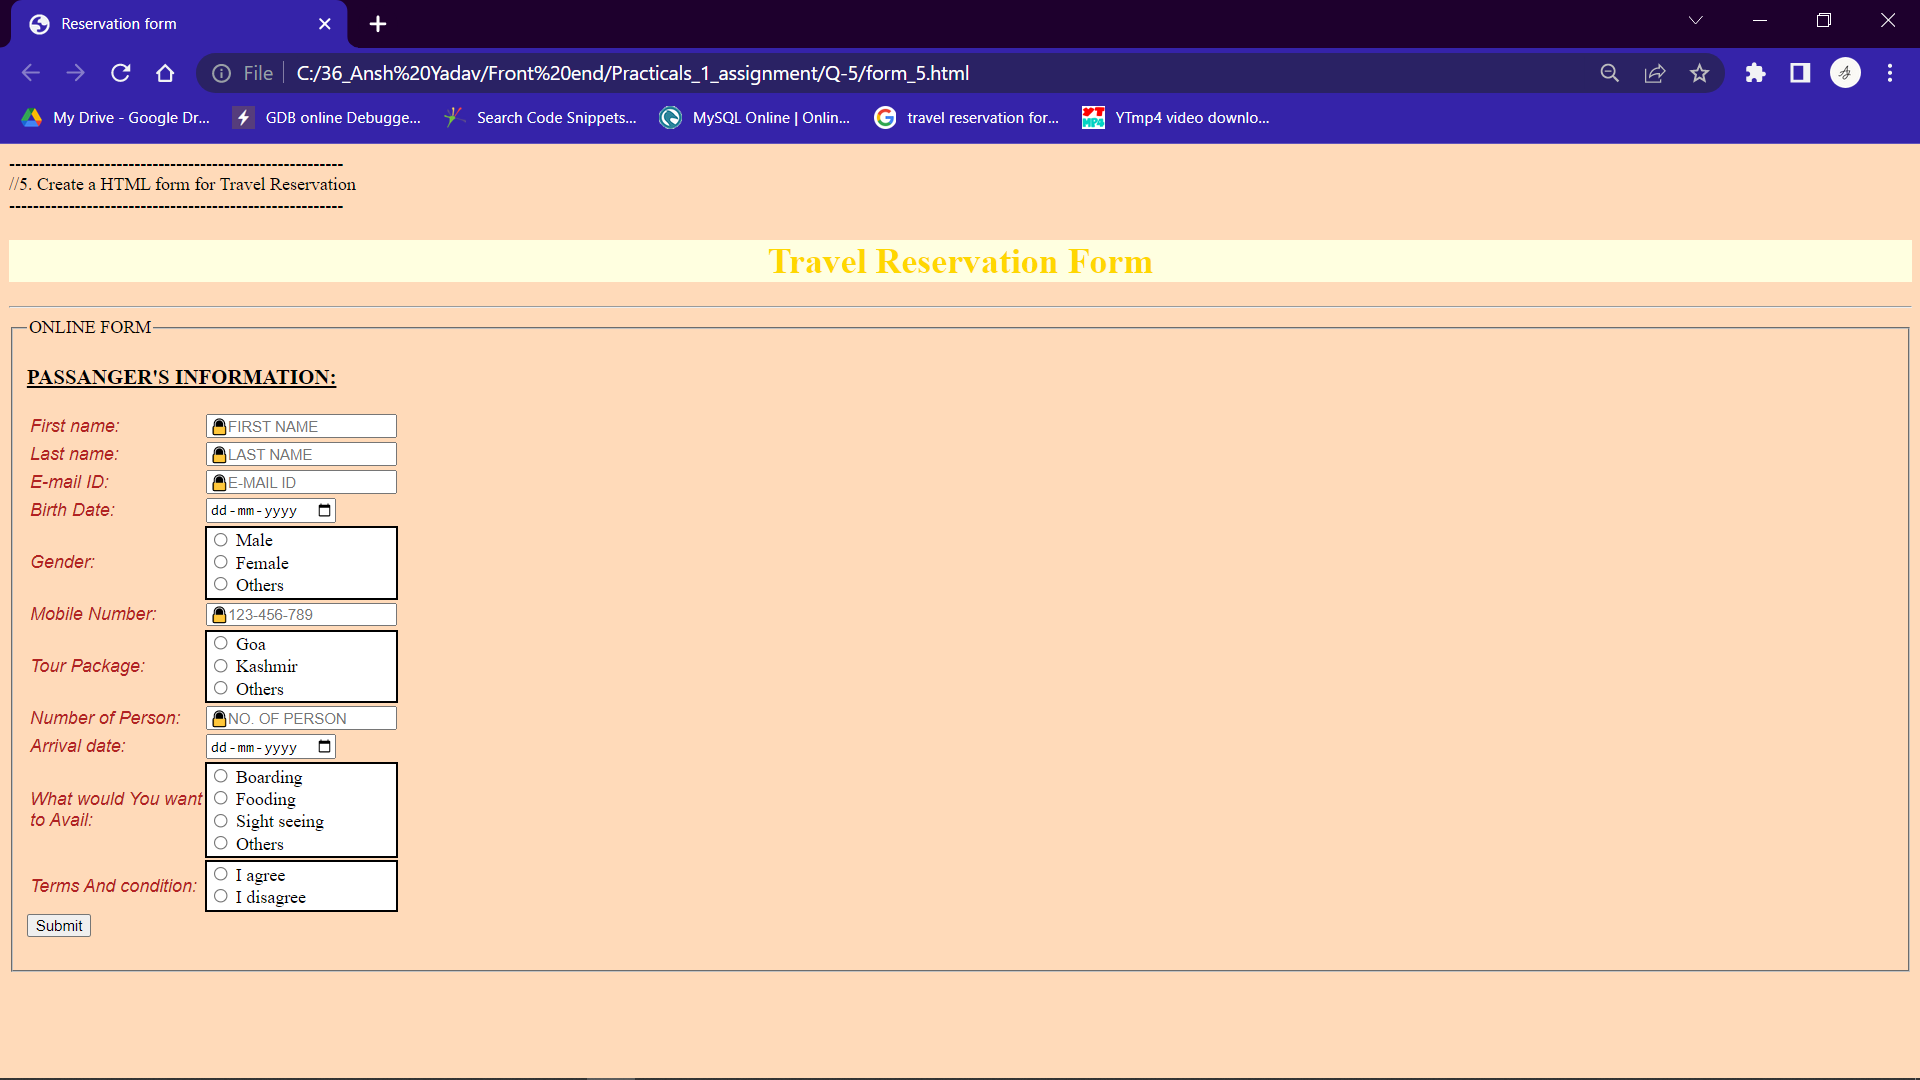 Reservation form
File
C:/36_Ansh%20Yadav/Front%20end/Practicals_1_assignment/Q-5/form_5.html
My Drive - Google Dr... GDB online Debugge... Search Code Snippets... MySQL Online | Onlin... travel reservation for... YTmp4 video downlo...
--------------------------------------------------------
//5. Create a HTML form for Travel Reservation
--------------------------------------------------------
Travel Reservation Form
ONLINE FORM
PASSANGER'S INFORMATION:
First name: FIRST NAME
Last name: LAST NAME
E-mail ID: E-MAIL ID
Birth Date: dd-mm-yyyy
Gender:
Male
Female
Others
Mobile Number: 123-456-789
Tour Package:
Goa
Kashmir
Others
Number of Person: NO. OF PERSON
Arrival date: dd-mm-yyyy
What would You want
to Avail:
Boarding
Fooding
Sight seeing
Others
Terms And condition:
I agree
I disagree
Submit